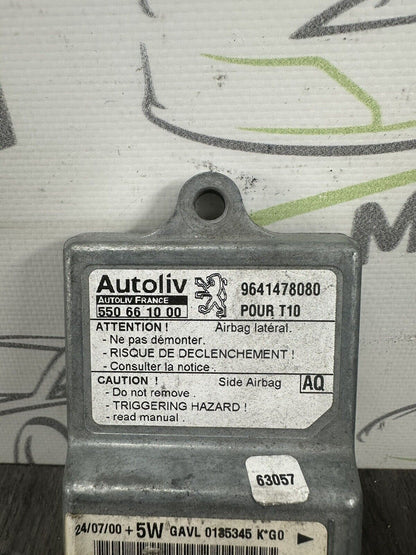 Autoliv 9641478080
AUTOLIV FRANCE
550 66 10 00 POUR T10
ATTENTION ! Airbag latéral.
- Ne pas démonter.
- RISQUE DE DECLENCHEMENT !
- Consulter la notice .
CAUTION ! Side Airbag AQ
- Do not remove .
- TRIGGERING HAZARD !
- read manual .
63057
24/07/00 + 5W GAVL 0135345 K*G0
M